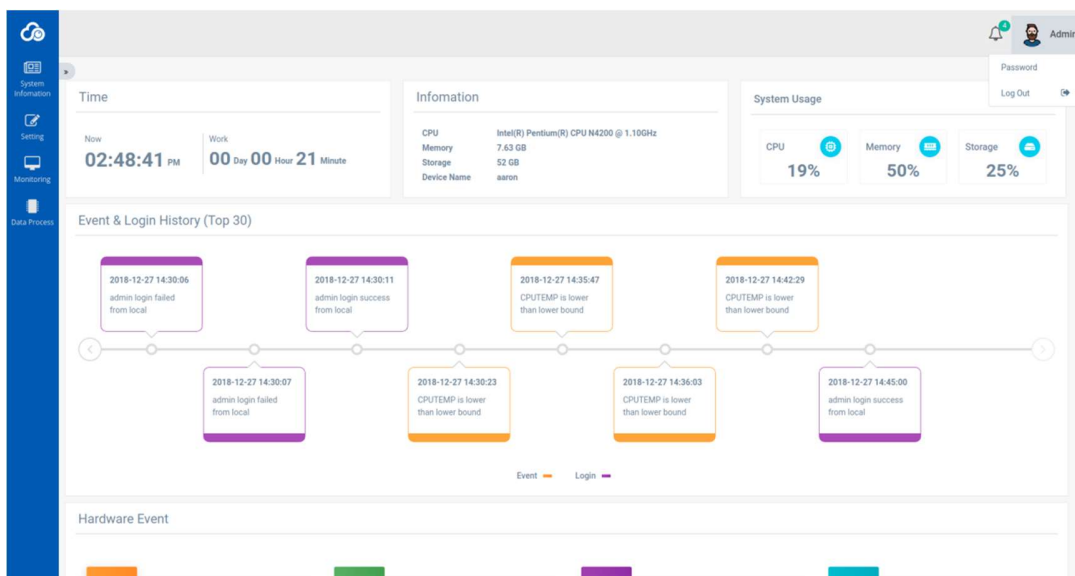 4
Admin
Password
Log Out
System
Infomation
Setting
Monitoring
Data Process
»
Time
Now
02:48:41 PM
Work
00 Day 00 Hour 21 Minute
Infomation
CPU Intel(R) Pentium(R) CPU N4200 @ 1.10GHz
Memory 7.63 GB
Storage 52 GB
Device Name aaron
System Usage
CPU
19%
Memory
50%
Storage
25%
Event & Login History (Top 30)
2018-12-27 14:30:06
admin login failed
from local
2018-12-27 14:30:07
admin login failed
from local
2018-12-27 14:30:11
admin login success
from local
2018-12-27 14:30:23
CPUTEMP is lower
than lower bound
2018-12-27 14:35:47
CPUTEMP is lower
than lower bound
2018-12-27 14:36:03
CPUTEMP is lower
than lower bound
2018-12-27 14:42:29
CPUTEMP is lower
than lower bound
2018-12-27 14:45:00
admin login success
from local
Event Login
Hardware Event